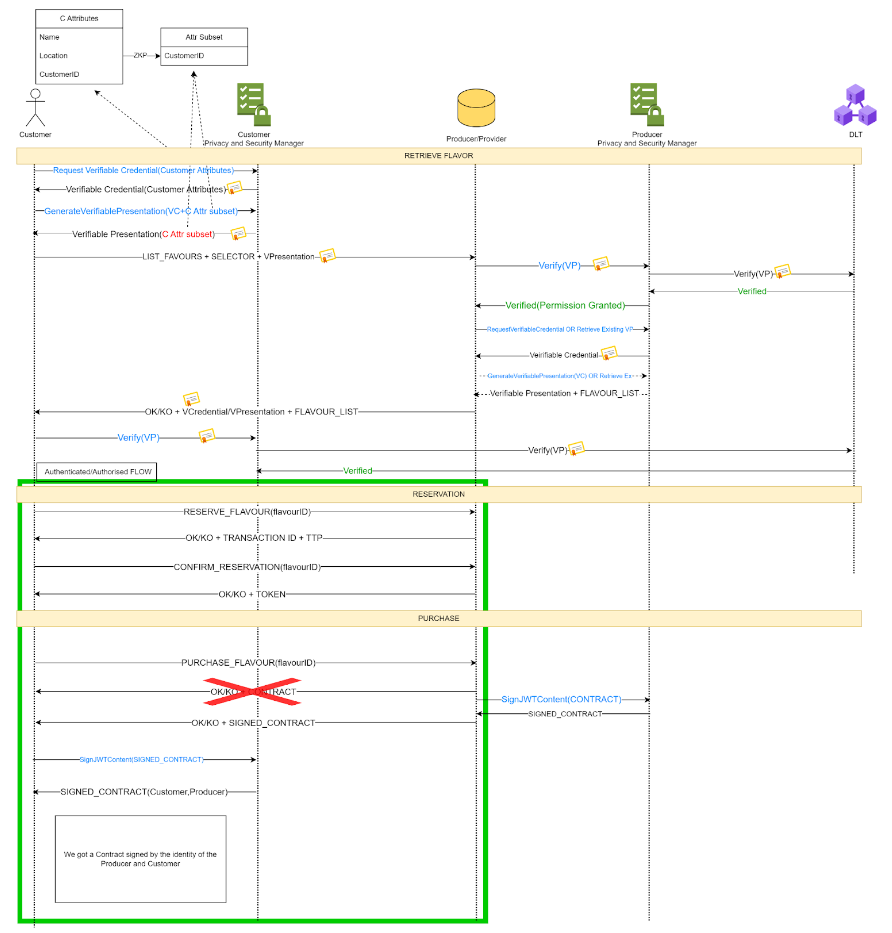 C Attributes
Name
Location
CustomerID
ZKP
Attr Subset
CustomerID
Customer
Customer
Privacy and Security Manager
Producer/Provider
Producer
Privacy and Security Manager
DLT
RETRIEVE FLAVOR
Request Verifiable Credential(Customer Attributes)
Verifiable Credential(Customer Attributes)
GenerateVerifiablePresentation(VC+C Attr subset)
Verifiable Presentation(C Attr subset)
LIST_FAVOURS + SELECTOR + VPresentation
Verify(VP)
Verify(VP)
Verified
Verified(Permission Granted)
RequestVerifiableCredential OR Retrieve Existing VP
Veirifiable Credential
GenerateVerifiablePresentation(VC) OR Retrieve Ex
Verifiable Presentation + FLAVOUR_LIST
OK/KO + VCredential/VPresentation + FLAVOUR_LIST
Verify(VP)
Verify(VP)
Authenticated/Authorised FLOW
Verified
RESERVATION
RESERVE_FLAVOUR(flavourID)
OK/KO + TRANSACTION ID + TTP
CONFIRM_RESERVATION(flavourID)
OK/KO + TOKEN
PURCHASE
PURCHASE_FLAVOUR(flavourID)
OK/KO + CONTRACT
SignJWTContent(CONTRACT)
SIGNED_CONTRACT
OK/KO + SIGNED_CONTRACT
SignJWTContent(SIGNED_CONTRACT)
SIGNED_CONTRACT(Customer,Producer)
We got a Contract signed by the identity of the
Producer and Customer